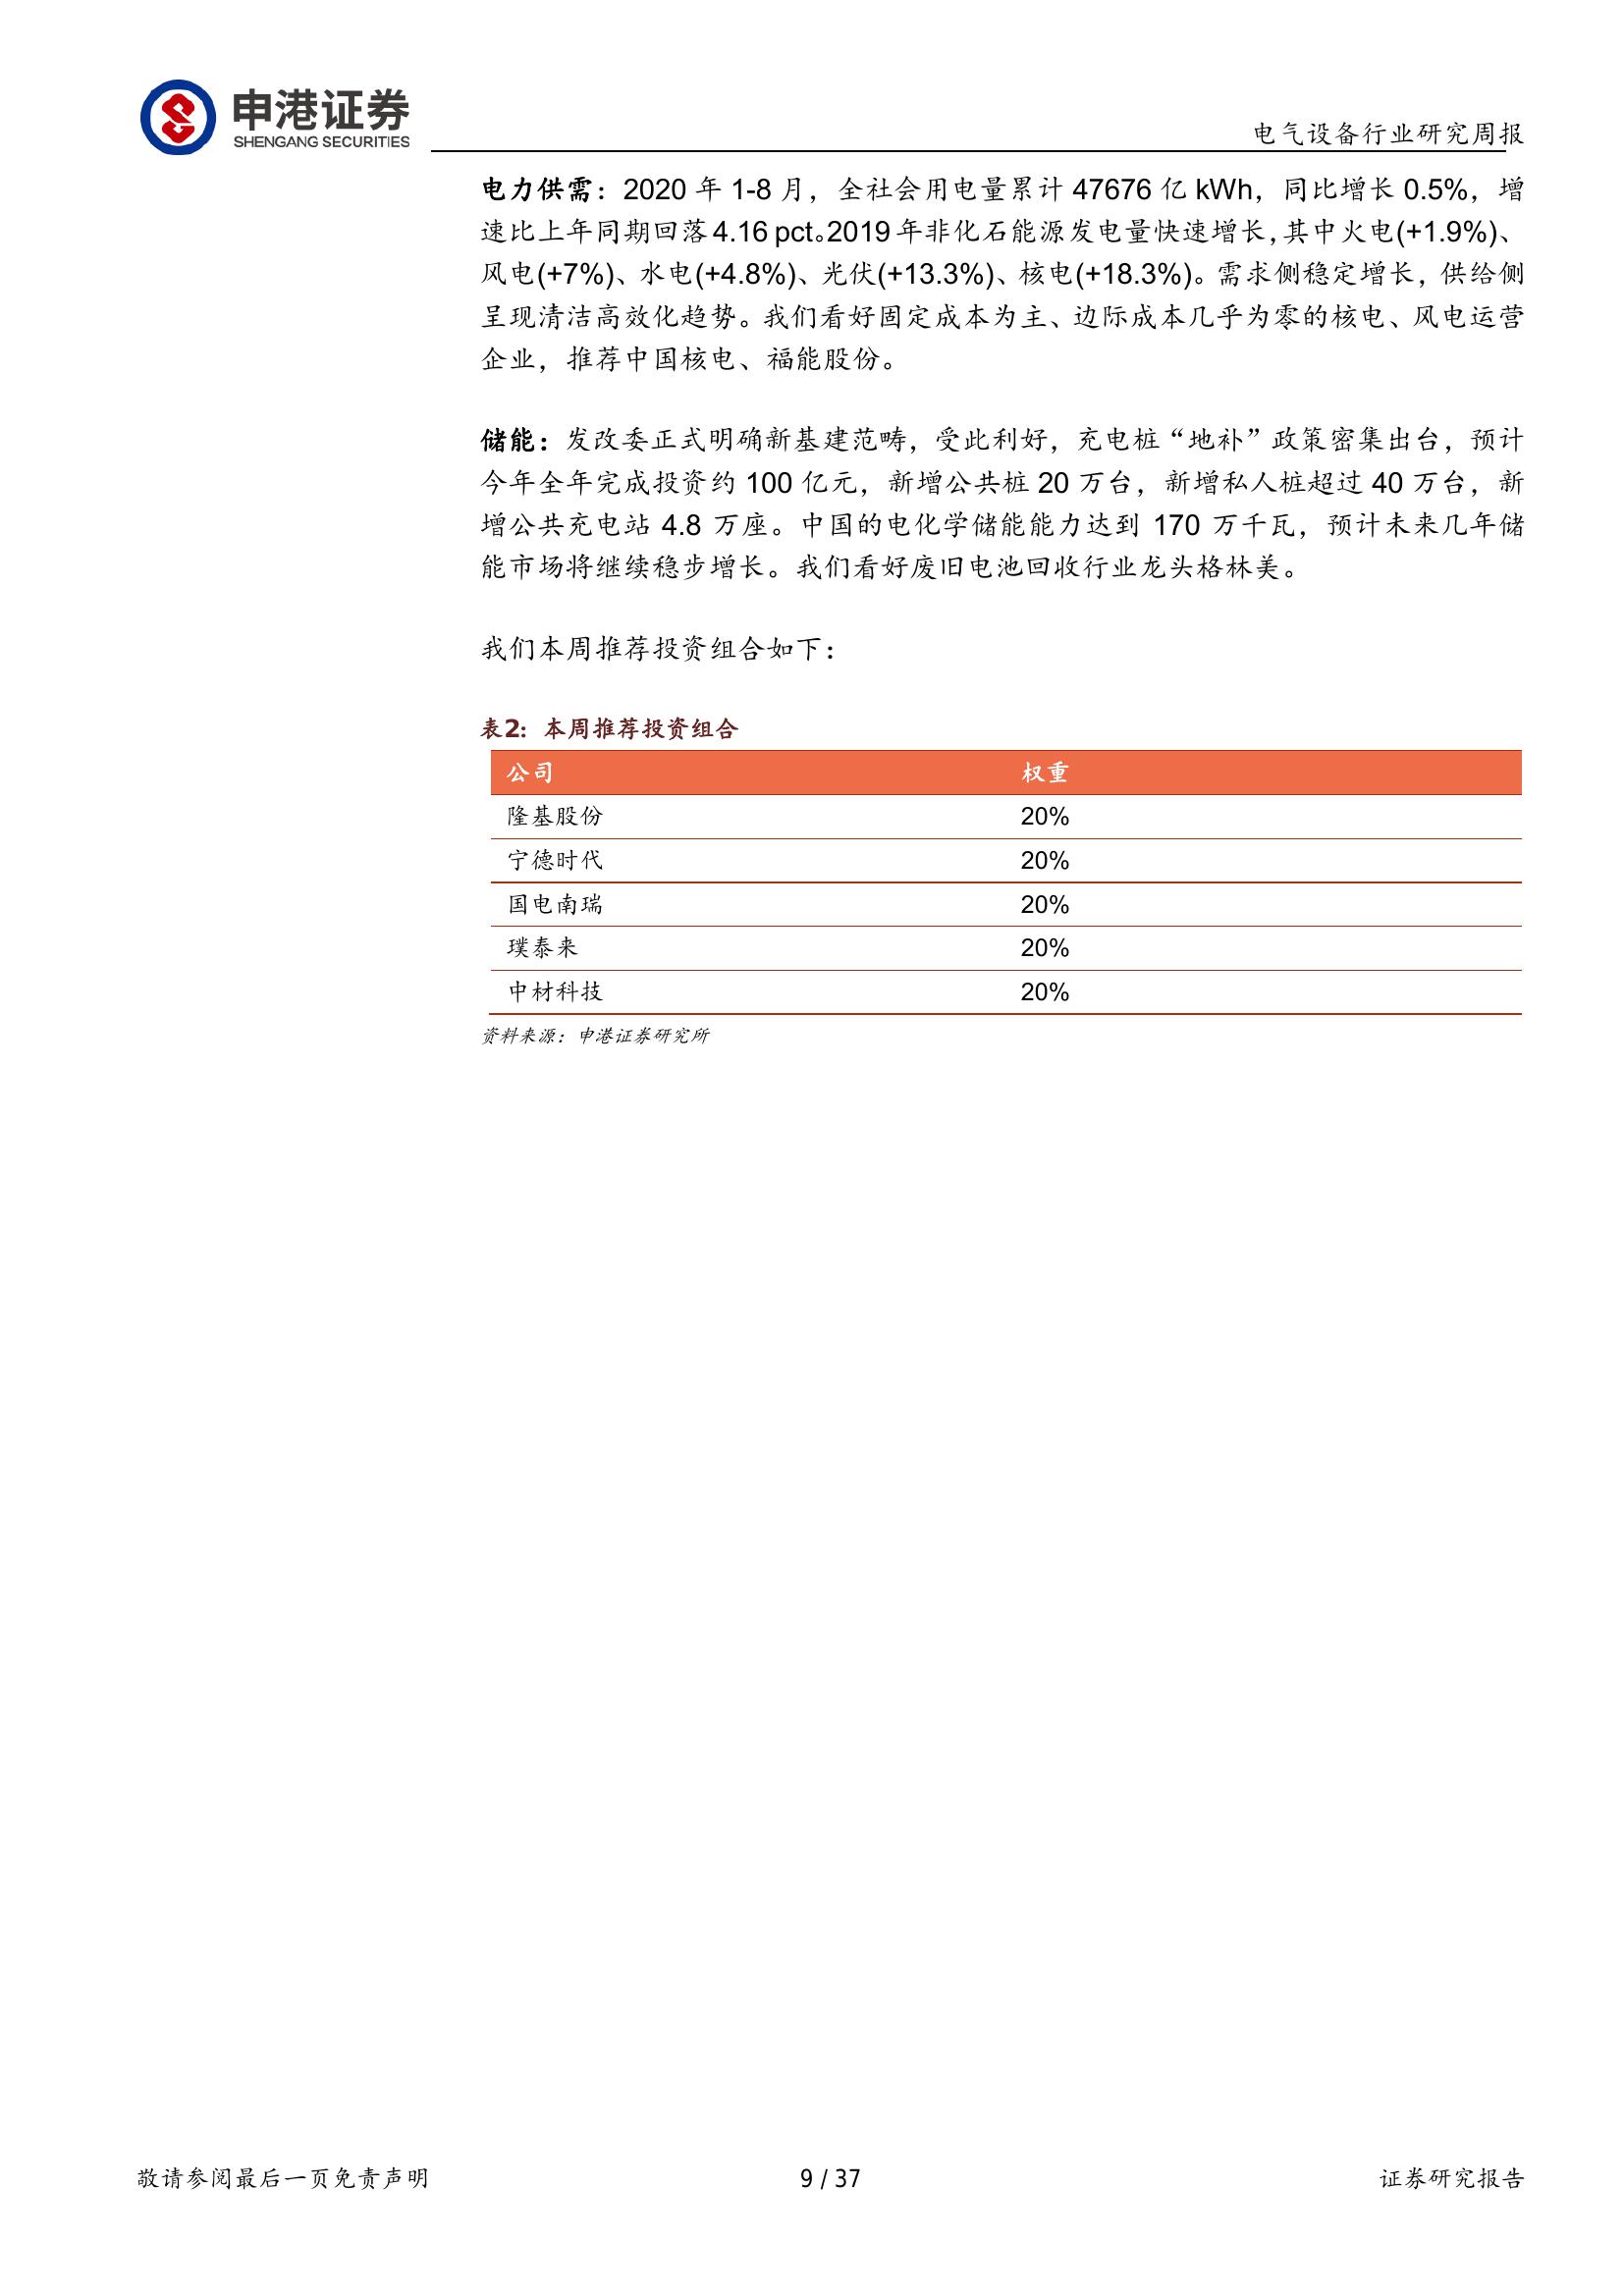 申港证券
SHENGANG SECURITIES
电气设备行业研究周报
电力供需：2020 年 1-8 月，全社会用电量累计 47676 亿 kWh，同比增长 0.5%，增
速比上年同期回落 4.16 pct。2019 年非化石能源发电量快速增长，其中火电(+1.9%)、
风电(+7%)、水电(+4.8%)、光伏(+13.3%)、核电(+18.3%)。需求侧稳定增长，供给侧
呈现清洁高效化趋势。我们看好固定成本为主、边际成本几乎为零的核电、风电运营
企业，推荐中国核电、福能股份。
储能：发改委正式明确新基建范畴，受此利好，充电桩“地补”政策密集出台，预计
今年全年完成投资约 100 亿元，新增公共桩 20 万台，新增私人桩超过 40 万台，新
增公共充电站 4.8 万座。中国的电化学储能能力达到 170 万千瓦，预计未来几年储
能市场将继续稳步增长。我们看好废旧电池回收行业龙头格林美。
我们本周推荐投资组合如下：
表2：本周推荐投资组合
公司 权重
隆基股份 20%
宁德时代 20%
国电南瑞 20%
璞泰来 20%
中材科技 20%
资料来源：申港证券研究所
敬请参阅最后一页免责声明 9 / 37 证券研究报告